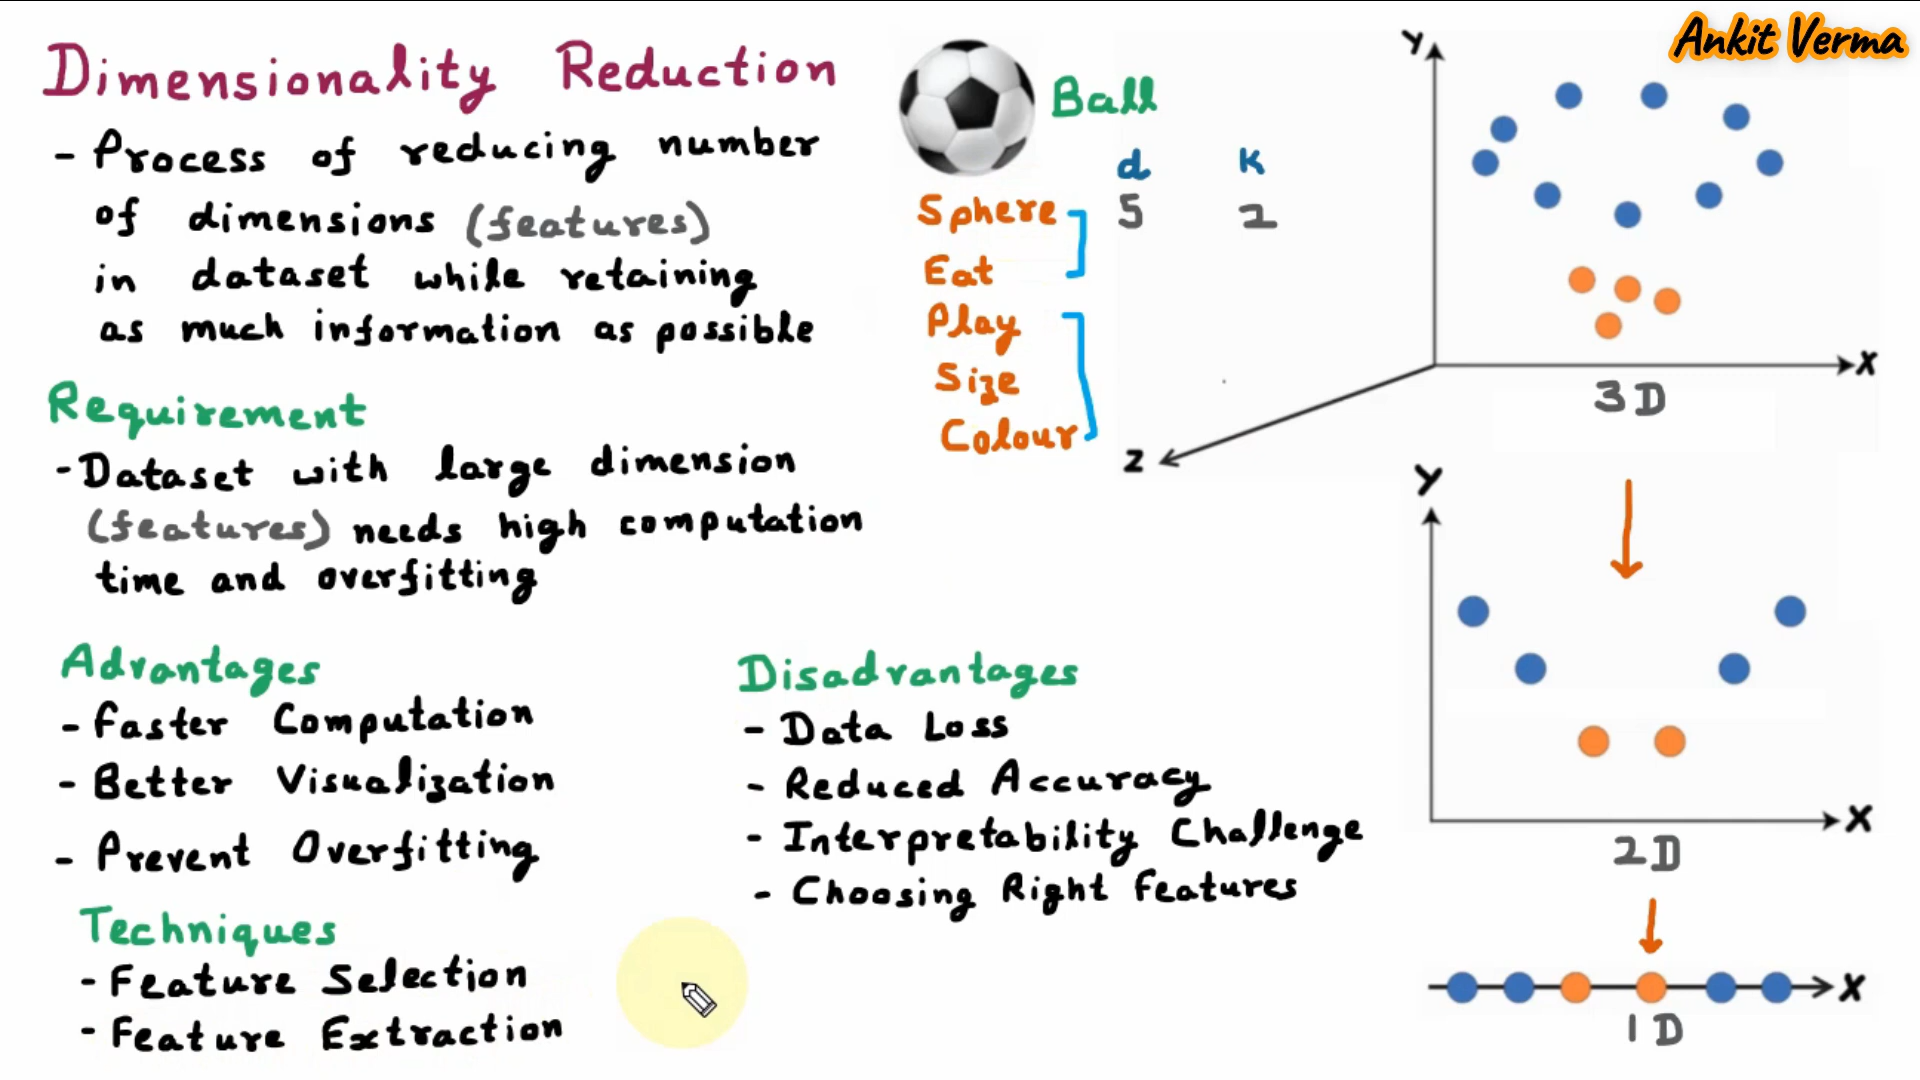 Dimensionality Reduction
- Process of reducing number
of dimensions (features)
in dataset while retaining
as much information as possible
Requirement
- Dataset with large dimension
(features) needs high computation
time and overfitting
Advantages
- Faster Computation
- Better Visualization
- Prevent Overfitting
Techniques
- Feature Selection
- Feature Extraction
Disadvantages
- Data Loss
- Reduced Accuracy
- Interpretability Challenge
- Choosing Right Features
Ball
d K
Sphere 5 2
Eat
Play
Size
Colour
Ankit Verma
Y
X
Z
3D
Y
X
2D
X
1D